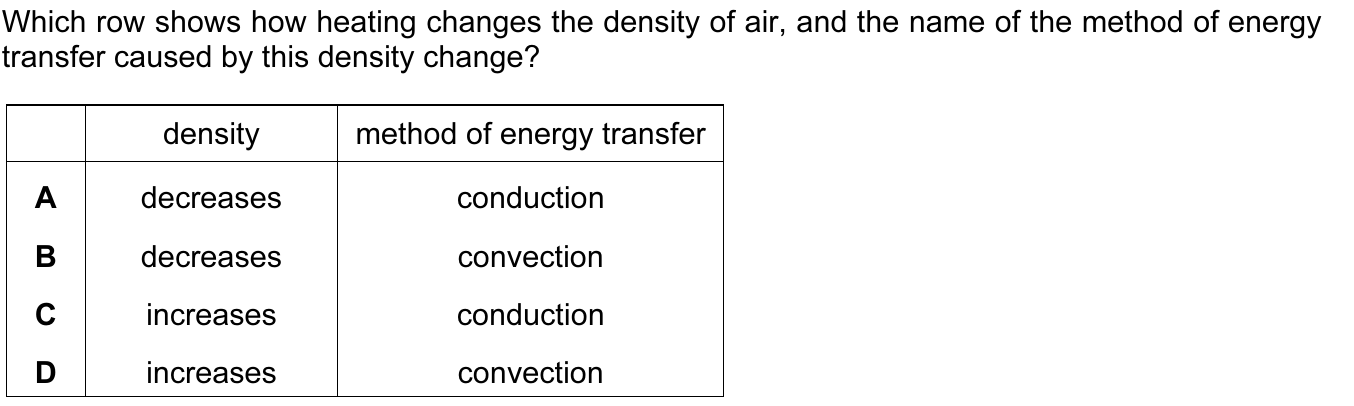 Which row shows how heating changes the density of air, and the name of the method of energy
transfer caused by this density change?
density method of energy transfer
A decreases conduction
B decreases convection
C increases conduction
D increases convection